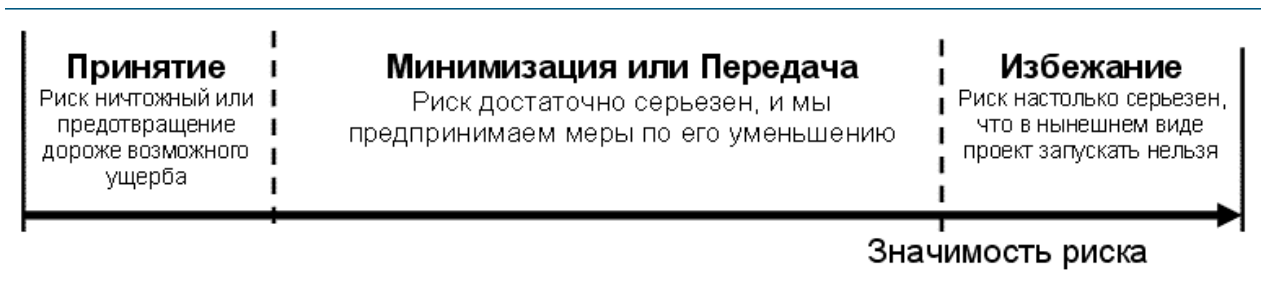 Принятие
Риск ничтожный или
предотвращение
дороже возможного
ущерба
Минимизация или Передача
Риск достаточно серьезен, и мы
предпринимаем меры по его уменьшению
Избежание
Риск настолько серьезен,
что в нынешнем виде
проект запускать нельзя
Значимость риска